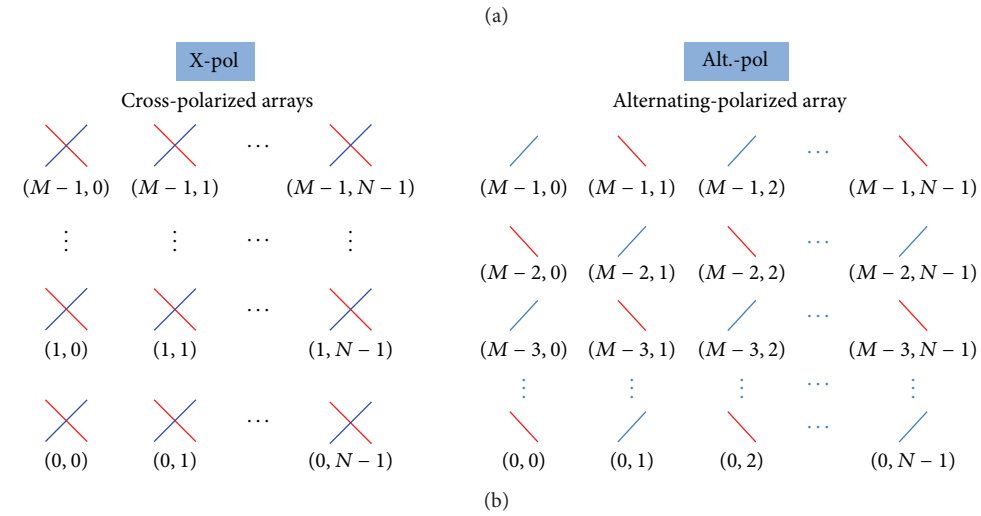 (a)
X-pol
Cross-polarized arrays
...
(M − 1, 0) (M − 1, 1) (M − 1, N − 1)
⋮ ⋮ ... ⋮
...
(1, 0) (1, 1) (1, N − 1)
...
(0, 0) (0, 1) (0, N − 1)
Alt.-pol
Alternating-polarized array
...
(M − 1, 0) (M − 1, 1) (M − 1, 2) (M − 1, N − 1)
...
(M − 2, 0) (M − 2, 1) (M − 2, 2) (M − 2, N − 1)
...
(M − 3, 0) (M − 3, 1) (M − 3, 2) (M − 3, N − 1)
⋮ ⋮ ⋮ ... ⋮
...
(0, 0) (0, 1) (0, 2) (0, N − 1)
(b)